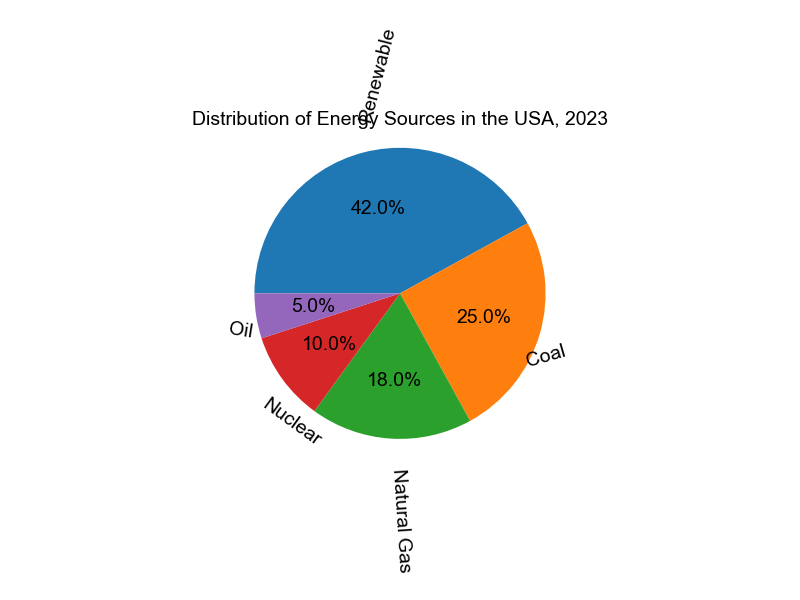 Renewable
Distribution of Energy Sources in the USA, 2023
42.0%
25.0%
Coal
5.0%
Oil
10.0%
Nuclear
18.0%
Natural Gas